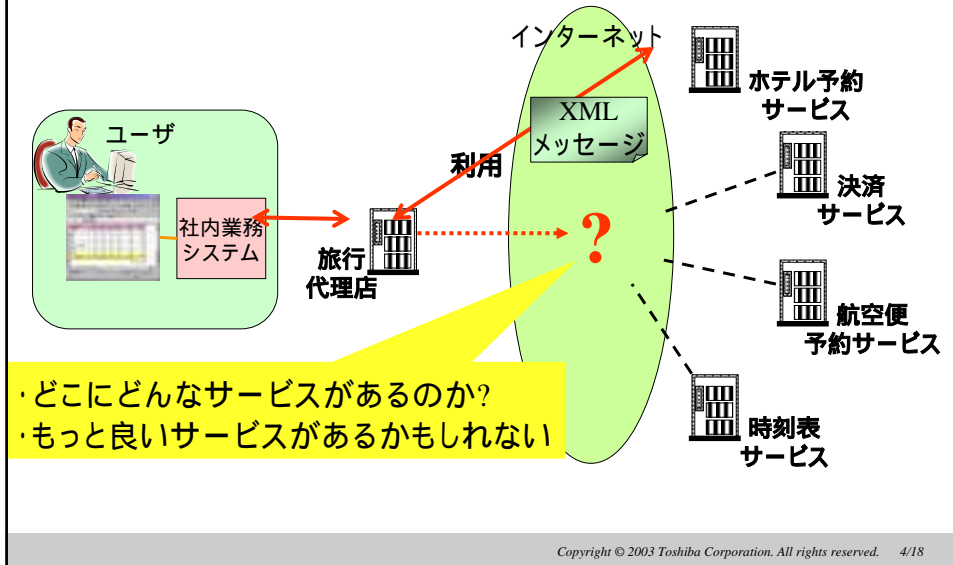 インターネット
ホテル予約
サービス
XML
メッセージ
ユーザ
利用
決済
サービス
社内業務
システム
?
旅行
代理店
航空便
予約サービス
・どこにどんなサービスがあるのか?
・もっと良いサービスがあるかもしれない
時刻表
サービス
Copyright © 2003 Toshiba Corporation. All rights reserved. 4/18